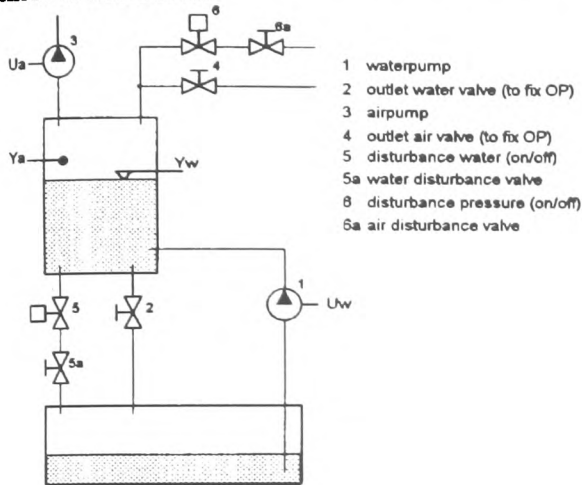 3
Ua
6
6a
4
Ya
Yw
5
2
5a
1
Uw
1 waterpump
2 outlet water valve (to fix OP)
3 airpump
4 outlet air valve (to fix OP)
5 disturbance water (on/off)
5a water disturbance valve
6 disturbance pressure (on/off)
6a air disturbance valve